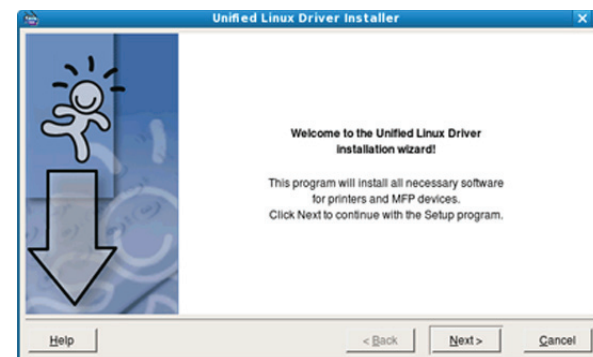 Unified Linux Driver Installer
Welcome to the Unified Linux Driver
installation wizard!
This program will install all necessary software
for printers and MFP devices.
Click Next to continue with the Setup program.
Help
< Back
Next >
Cancel